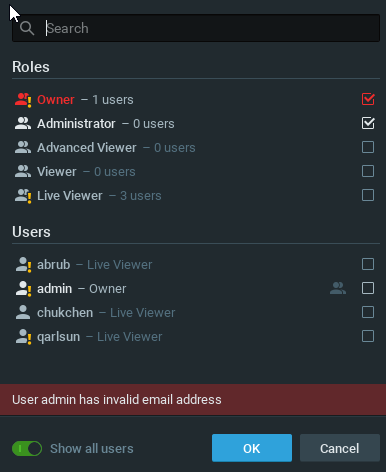 Search
Roles
Owner – 1 users
Administrator – 0 users
Advanced Viewer – 0 users
Viewer – 0 users
Live Viewer – 3 users
Users
abrub – Live Viewer
admin – Owner
chukchen – Live Viewer
qarlsun – Live Viewer
User admin has invalid email address
Show all users
OK
Cancel